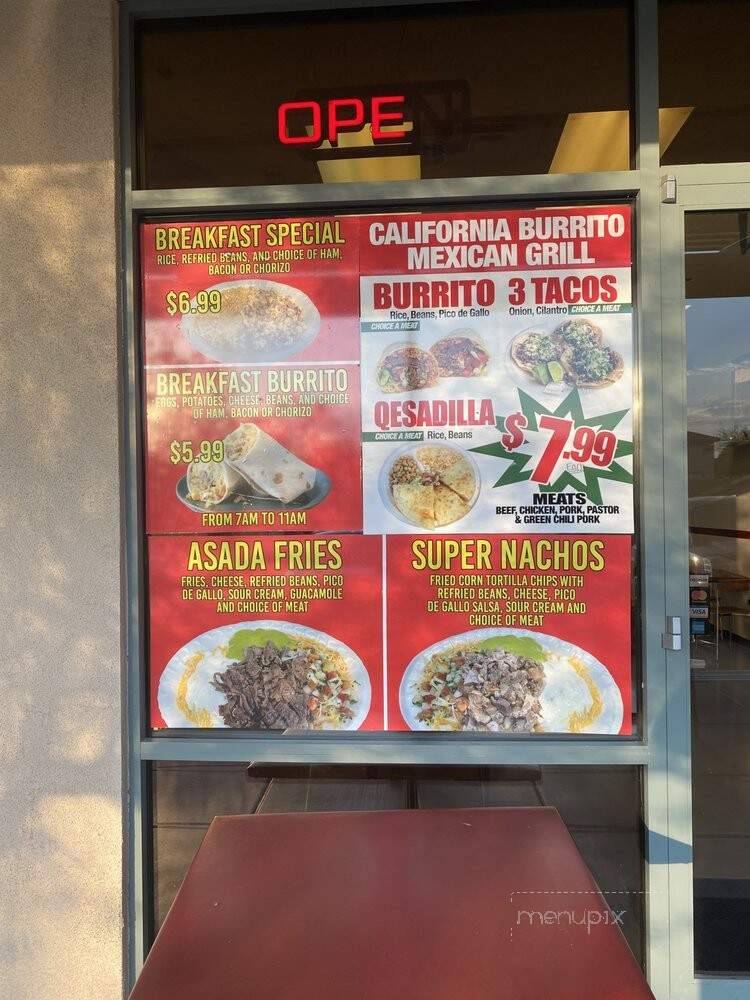 OPEN
BREAKFAST SPECIAL
RICE, REFRIED BEANS, AND CHOICE OF HAM,
BACON OR CHORIZO
$6.99
BREAKFAST BURRITO
EGGS, POTATOES, CHEESE, BEANS, AND CHOICE
OF HAM, BACON OR CHORIZO
$5.99
FROM 7AM TO 11AM
CALIFORNIA BURRITO
MEXICAN GRILL
BURRITO
Rice, Beans, Pico de Gallo
CHOICE A MEAT
3 TACOS
Onion, Cilantro CHOICE A MEAT
QESADILLA
CHOICE A MEAT Rice, Beans
$7.99
EACH
MEATS
BEEF, CHICKEN, PORK, PASTOR
& GREEN CHILI PORK
ASADA FRIES
FRIES, CHEESE, REFRIED BEANS, PICO
DE GALLO, SOUR CREAM, GUACAMOLE
AND CHOICE OF MEAT
SUPER NACHOS
FRIED CORN TORTILLA CHIPS WITH
REFRIED BEANS, CHEESE, PICO
DE GALLO SALSA, SOUR CREAM AND
CHOICE OF MEAT
VISA
menupix